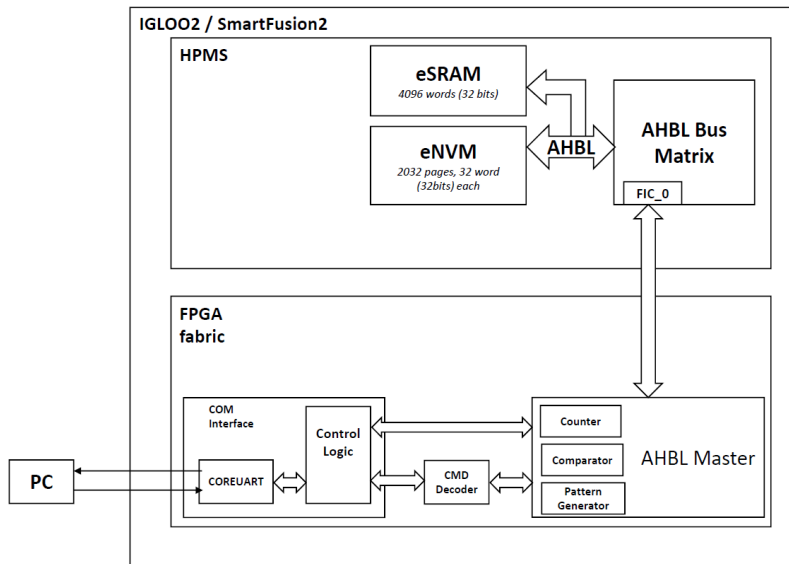 IGLOO2 / SmartFusion2
HPMS
eSRAM
4096 words (32 bits)
eNVM
2032 pages, 32 word
(32bits) each
AHBL
AHBL Bus
Matrix
FIC_0
FPGA
fabric
COM
Interface
Control
Logic
COREUART
PC
CMD
Decoder
Counter
Comparator
Pattern
Generator
AHBL Master